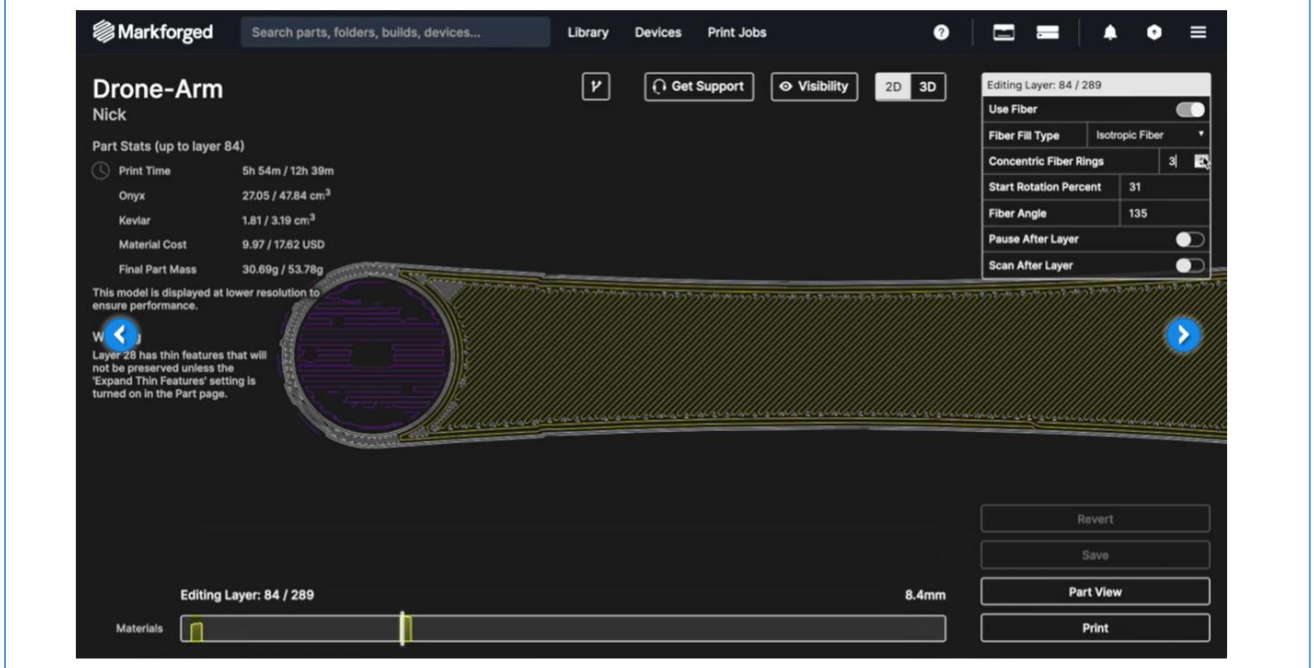 Markforged
Search parts, folders, builds, devices...
Library Devices Print Jobs
Drone-Arm
Nick
Part Stats (up to layer 84)
Print Time 5h 54m / 12h 39m
Onyx 27.05 / 47.84 cm³
Kevlar 1.81 / 3.19 cm³
Material Cost 9.97 / 17.62 USD
Final Part Mass 30.69g / 53.78g
This model is displayed at lower resolution to
ensure performance.
Layer 28 has thin features that will
not be preserved unless the
'Expand Thin Features' setting is
turned on in the Part page.
Get Support
Visibility
2D 3D
Editing Layer: 84 / 289
Use Fiber
Fiber Fill Type Isotropic Fiber
Concentric Fiber Rings 3
Start Rotation Percent 31
Fiber Angle 135
Pause After Layer
Scan After Layer
Revert
Save
Part View
Print
Editing Layer: 84 / 289 8.4mm
Materials